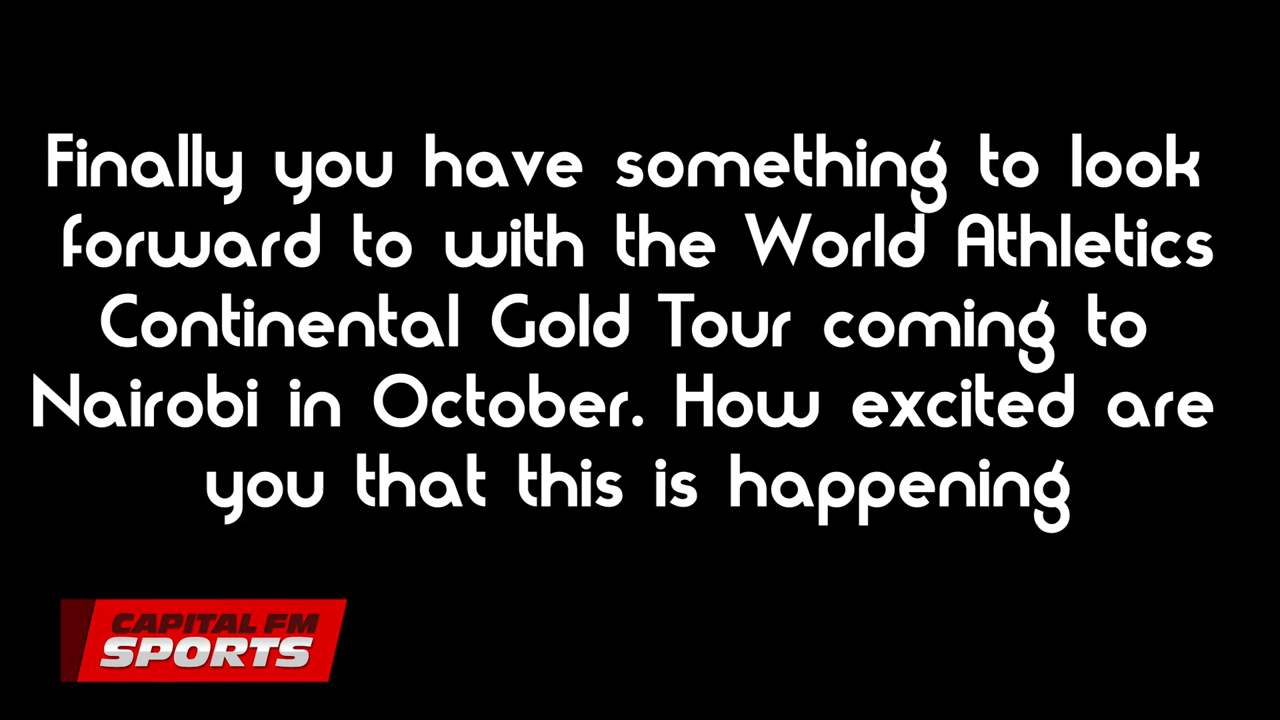 Finally you have something to look
forward to with the World Athletics
Continental Gold Tour coming to
Nairobi in October. How excited are
you that this is happening
CAPITAL FM
SPORTS